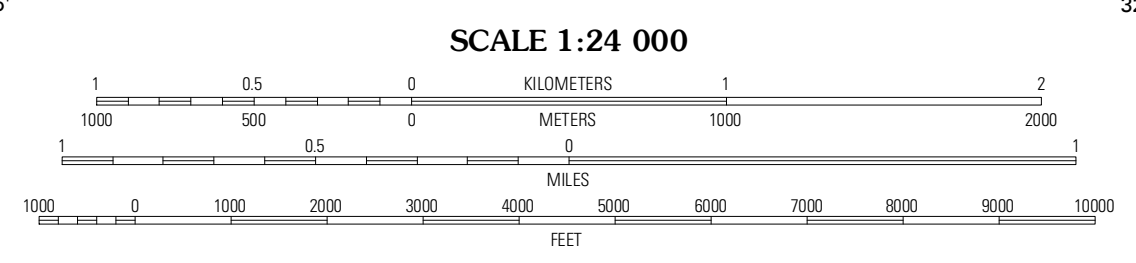 SCALE 1:24 000
1 0.5 0 KILOMETERS 1 2
1000 500 0 METERS 1000 2000
1 0.5 0 1
MILES
1000 0 1000 2000 3000 4000 5000 6000 7000 8000 9000 10000
FEET